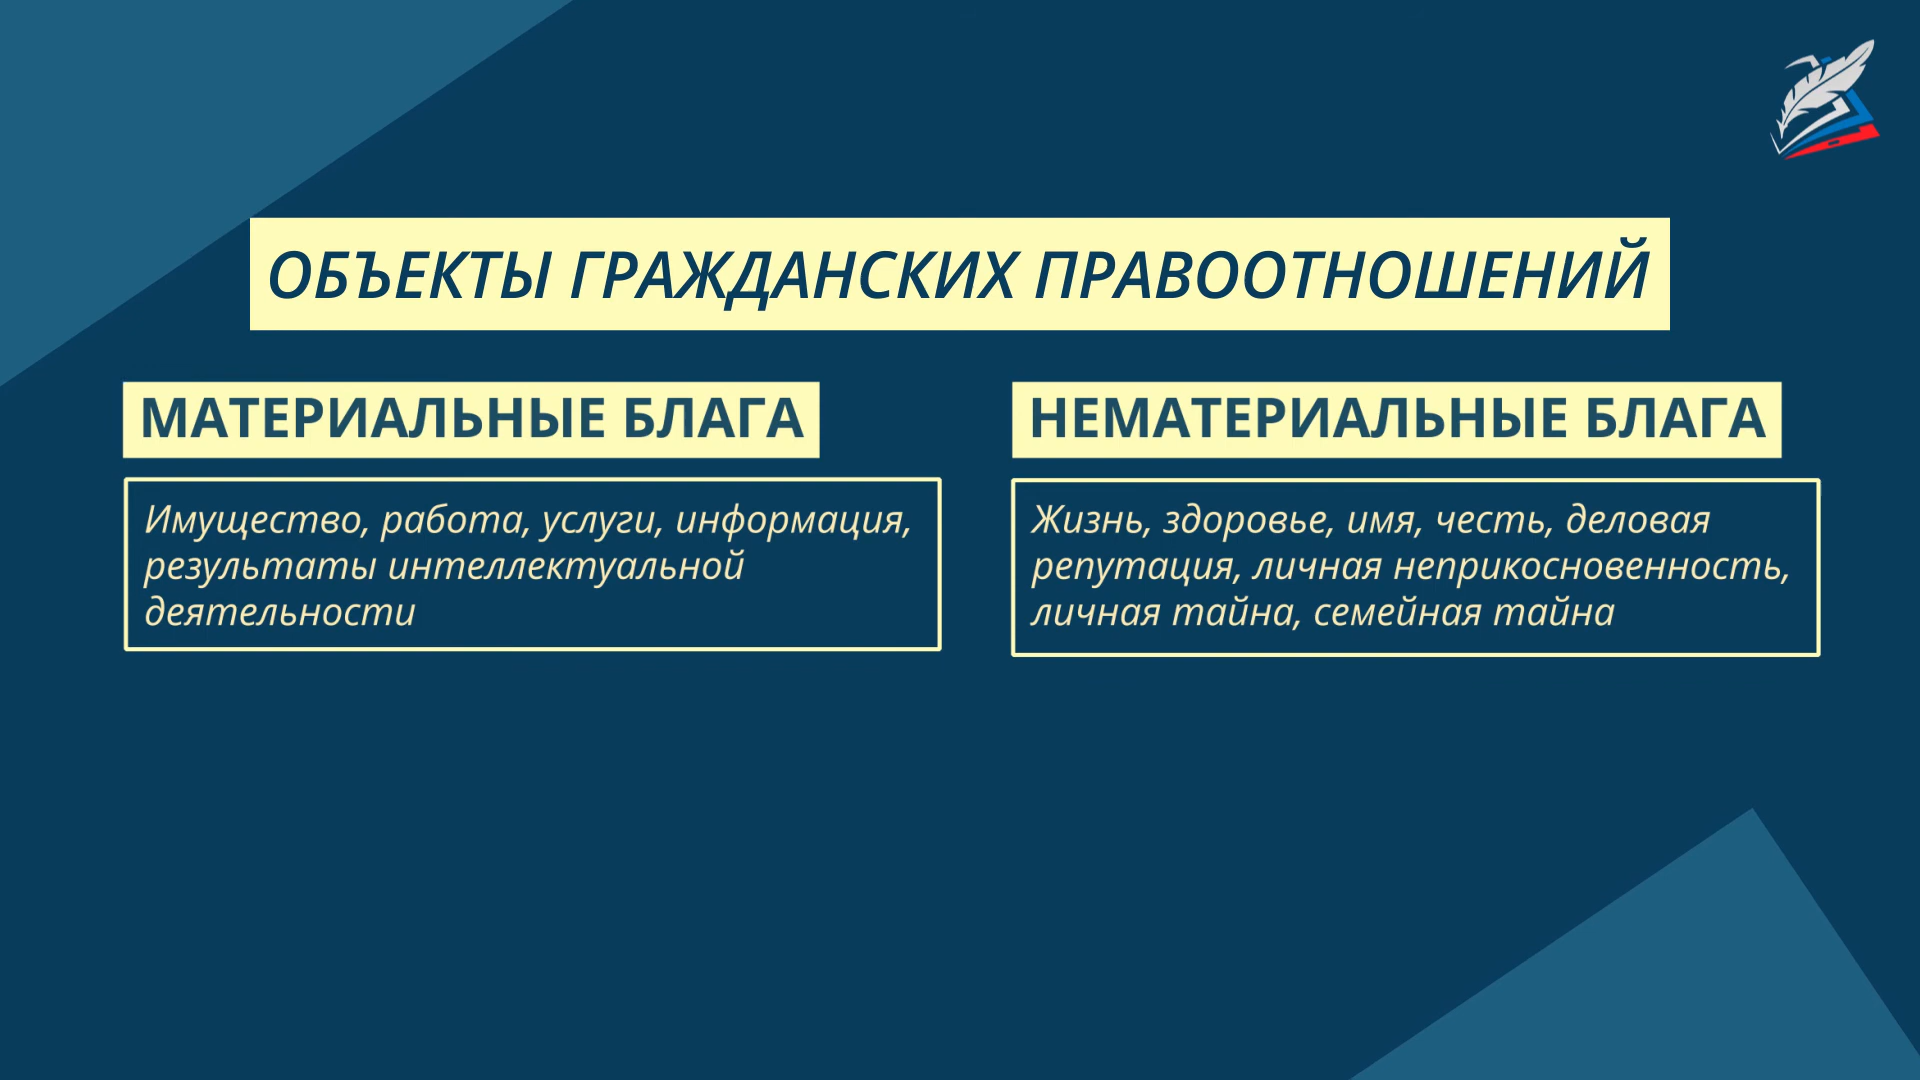 ОБЪЕКТЫ ГРАЖДАНСКИХ ПРАВООТНОШЕНИЙ
МАТЕРИАЛЬНЫЕ БЛАГА
Имущество, работа, услуги, информация,
результаты интеллектуальной
деятельности
НЕМАТЕРИАЛЬНЫЕ БЛАГА
Жизнь, здоровье, имя, честь, деловая
репутация, личная неприкосновенность,
личная тайна, семейная тайна